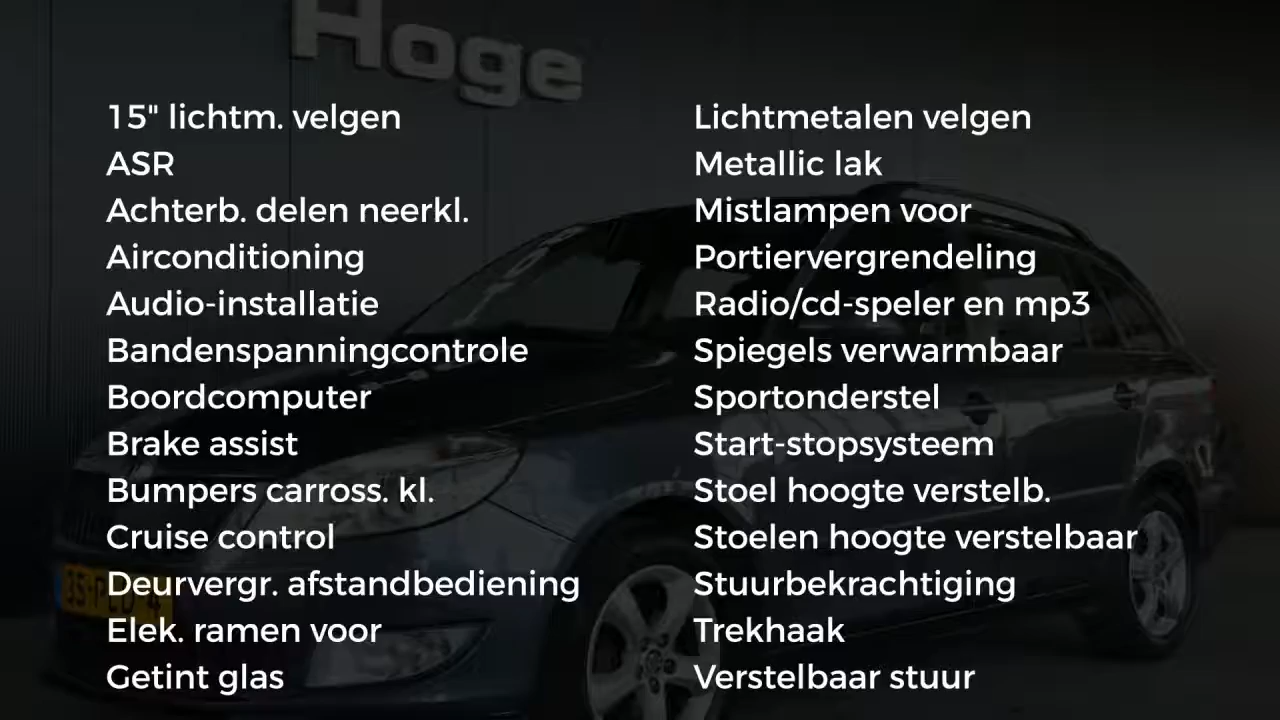 Hoge
15" lichtm. velgen
ASR
Achterb. delen neerkl.
Airconditioning
Audio-installatie
Bandenspanningcontrole
Boordcomputer
Brake assist
Bumpers carross. kl.
Cruise control
Deurvergr. afstandbediening
Elek. ramen voor
Getint glas
Lichtmetalen velgen
Metallic lak
Mistlampen voor
Portiervergrendeling
Radio/cd-speler en mp3
Spiegels verwarmbaar
Sportonderstel
Start-stopsysteem
Stoel hoogte verstelb.
Stoelen hoogte verstelbaar
Stuurbekrachtiging
Trekhaak
Verstelbaar stuur